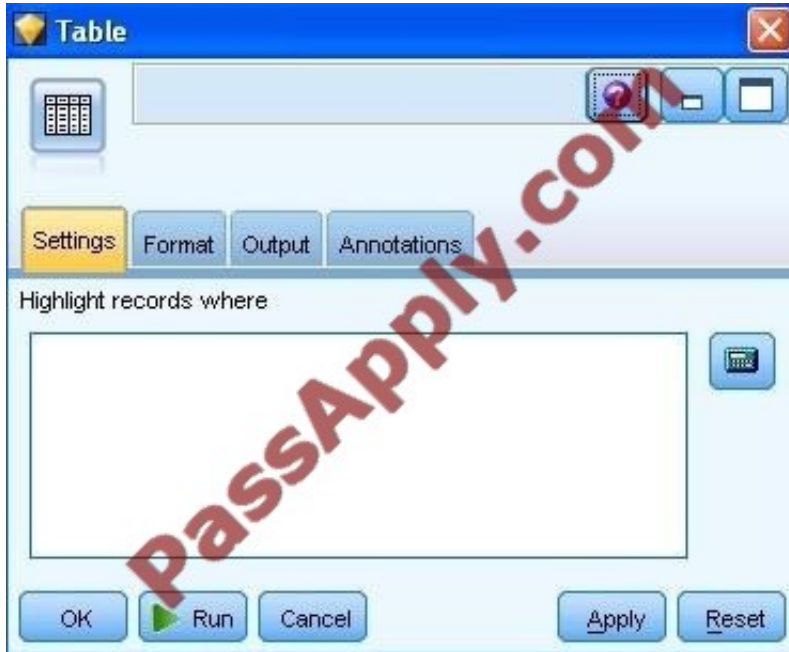 Table
Settings
Format
Output
Annotations
Highlight records where
OK
Run
Cancel
Apply
Reset
PassApply.com